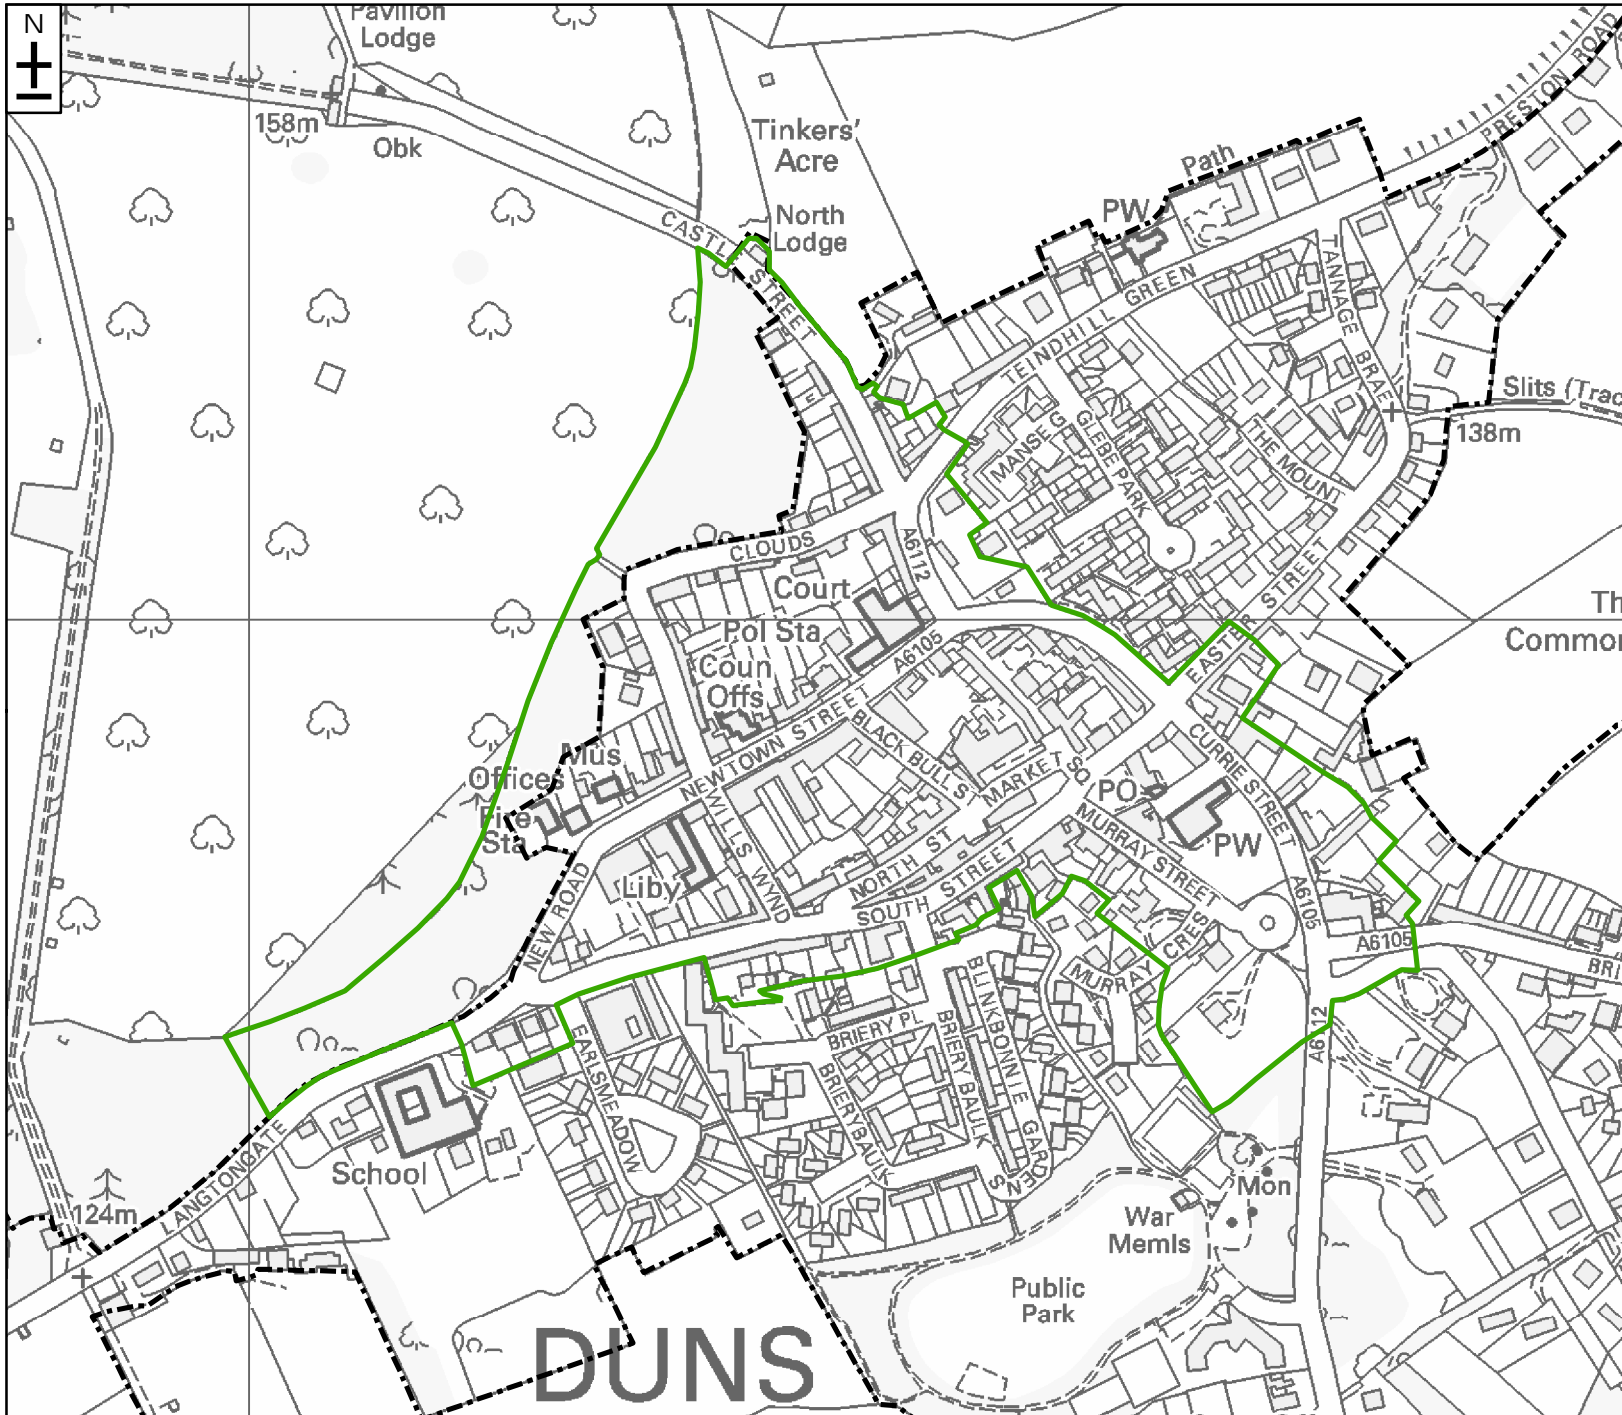 N
Pavilion
Lodge
158m
Obk
Tinkers'
Acre
North
Lodge
CASTLE STREET
Path
PW
PRESTON ROAD
TEINDHILL GREEN
TANNAGE BRAE
Slits (Trac
138m
MANSE G
GLEBE PARK
THE MOUNT
CLOUDS
A6112
Court
Pol Sta
Coun
Offs
A6105
EASTER STREET
Th
Common
Mus
Offices
Fire
Sta
NEWTOWN STREET
BLACK BULL ST
MARKET SQ
CURRIE STREET
PO
PW
MURRAY STREET
WILLS WYND
NORTH ST
SOUTH STREET
Liby
NEW ROAD
A6105
A6105
BRI
MURRAY CRES
BLINKBONNIE GARDENS
BRIERY PL
BRIERY BAULK
BRIERYBAULK
EARLSMEADOW
A6112
School
LANGTONGATE
124m
Mon
War
Memls
Public
Park
DUNS
P